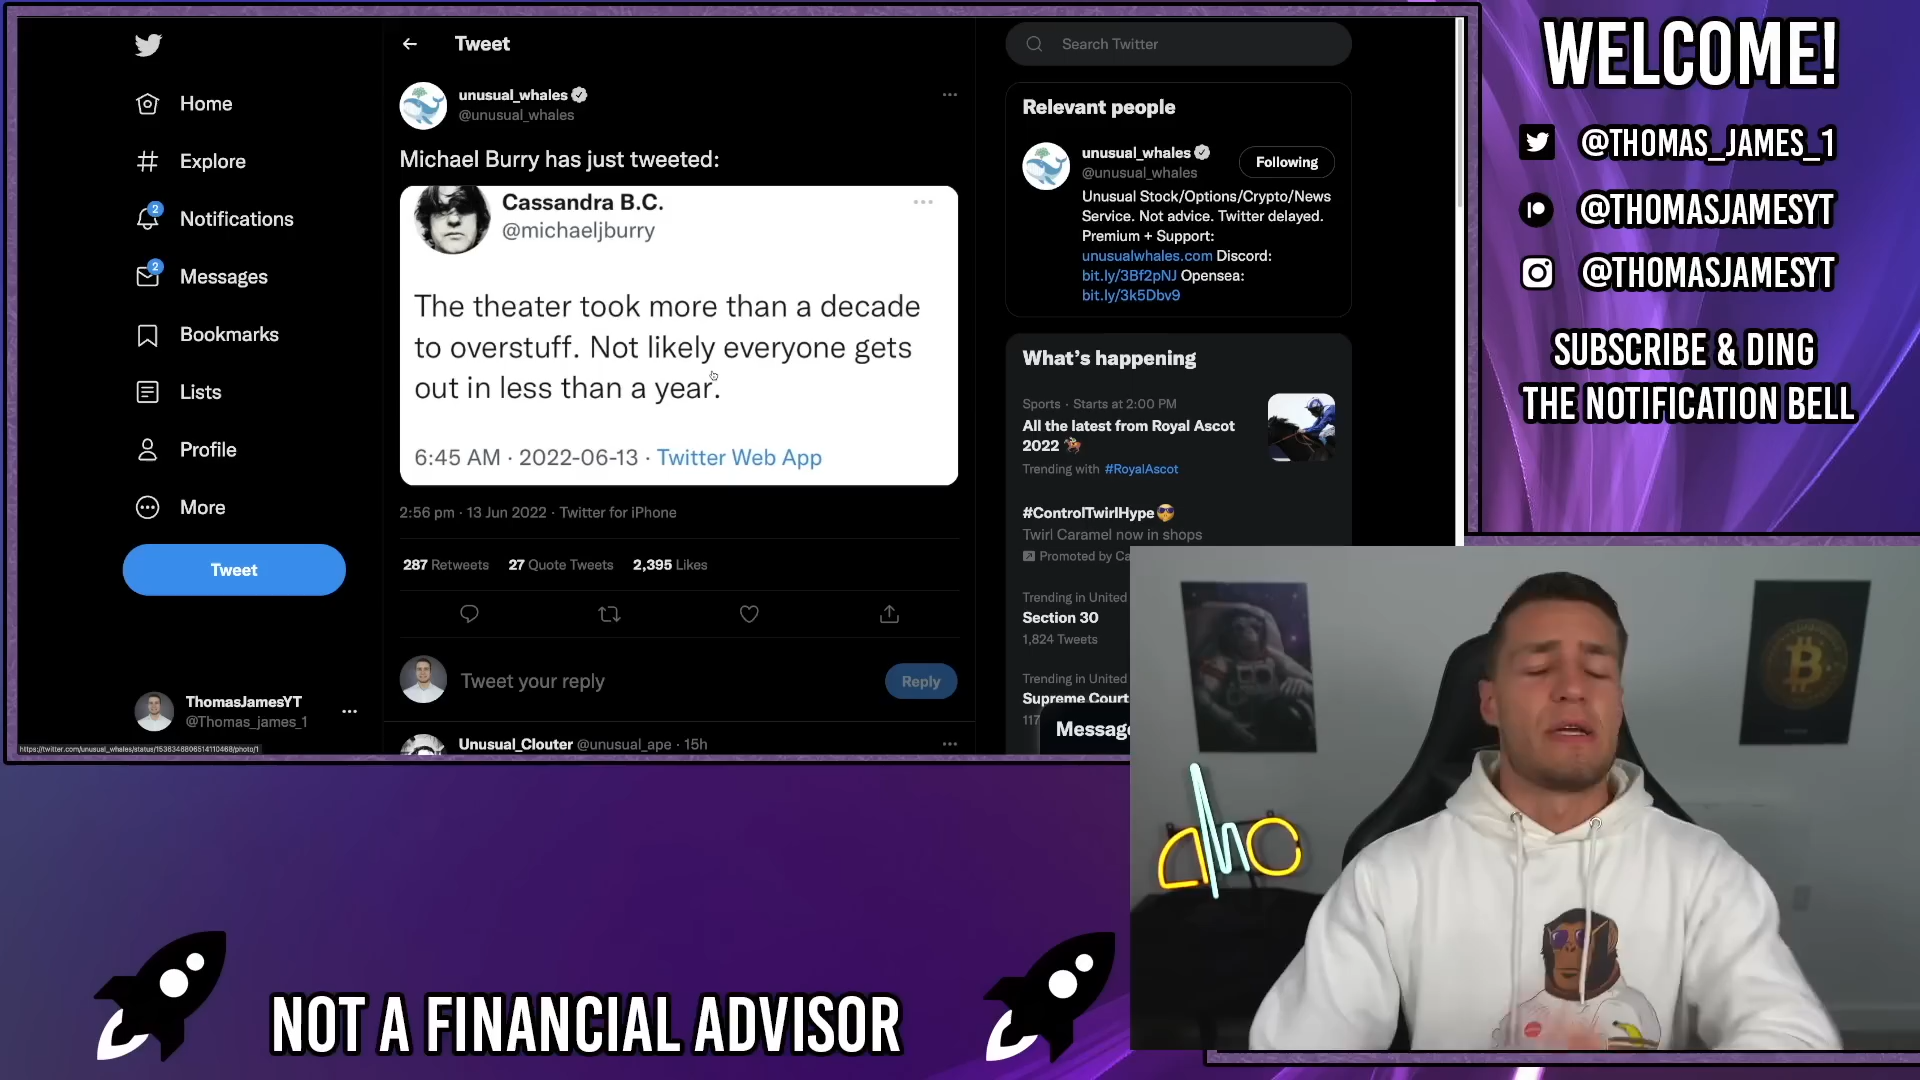 Home
Explore
2
Notifications
2
Messages
Bookmarks
Lists
Profile
More
Tweet
ThomasJamesYT
@Thomas_james_1
Tweet
unusual_whales
@unusual_whales
Michael Burry has just tweeted:
Cassandra B.C.
@michaeljburry
The theater took more than a decade
to overstuff. Not likely everyone gets
out in less than a year.
6:45 AM · 2022-06-13 · Twitter Web App
2:56 pm · 13 Jun 2022 · Twitter for iPhone
287 Retweets 27 Quote Tweets 2,395 Likes
Tweet your reply
Reply
Unusual_Clouter @unusual_ape · 15h
Search Twitter
Relevant people
unusual_whales
@unusual_whales
Following
Unusual Stock/Options/Crypto/News
Service. Not advice. Twitter delayed.
Premium + Support:
unusualwhales.com Discord:
bit.ly/3Bf2pNJ Opensea:
bit.ly/3k5Dbv9
What's happening
Sports · Starts at 2:00 PM
All the latest from Royal Ascot
2022
Trending with #RoyalAscot
#ControlTwirlHype
Twirl Caramel now in shops
Promoted by Ca
Trending in United
Section 30
1,824 Tweets
Trending in United
Supreme Court
117
Message
WELCOME!
@THOMAS_JAMES_1
@THOMASJAMESYT
@THOMASJAMESYT
SUBSCRIBE & DING
THE NOTIFICATION BELL
NOT A FINANCIAL ADVISOR